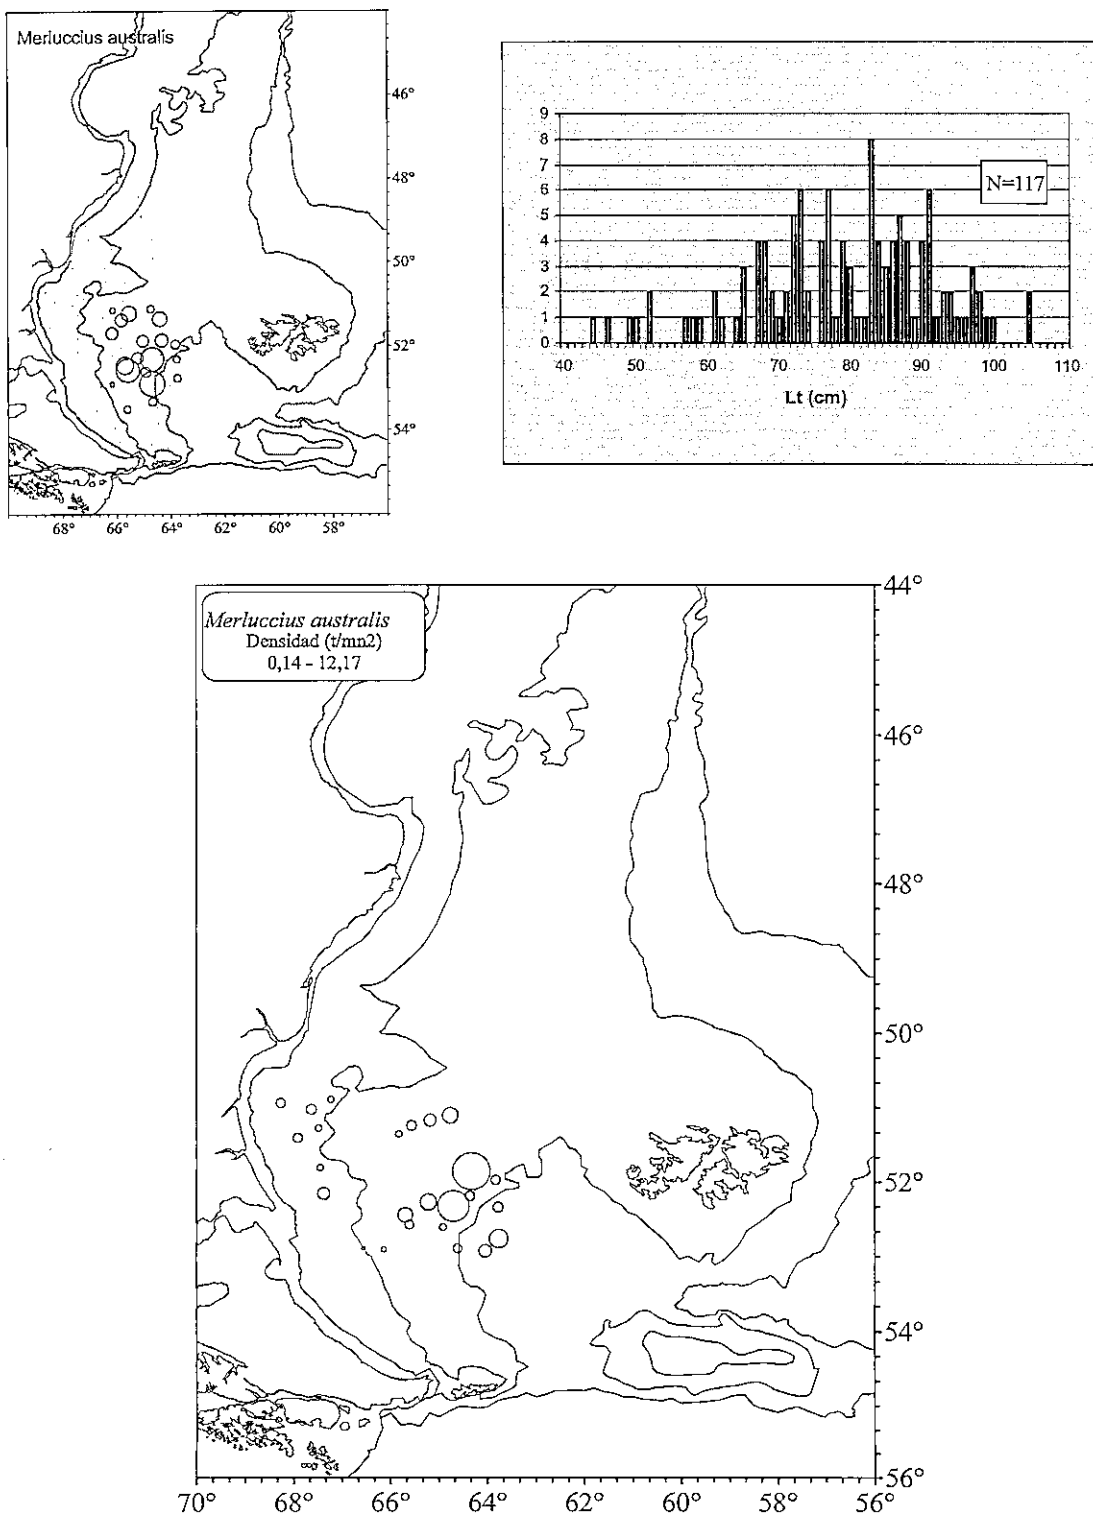 Merluccius australis
46°
48°
50°
52°
54°
68° 66° 64° 62° 60° 58°
9
8
7
6
5
4
3
2
1
0
N=117
40 50 60 70 80 90 100 110
Lt (cm)
Merluccius australis
Densidad (t/mn2)
0,14 - 12,17
44°
46°
48°
50°
52°
54°
56°
70° 68° 66° 64° 62° 60° 58° 56°